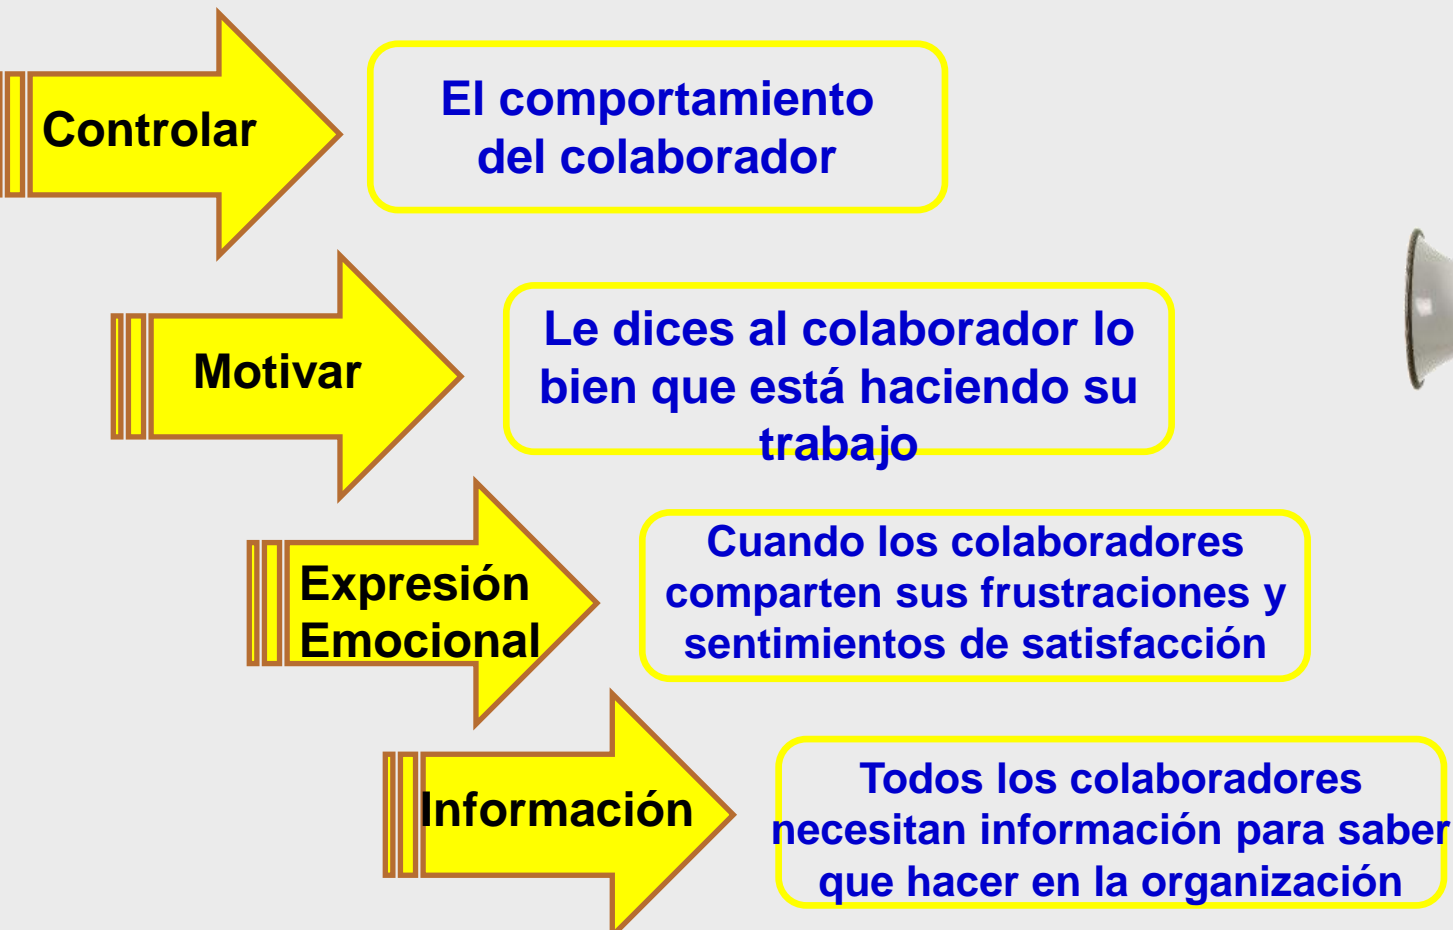 Controlar
El comportamiento
del colaborador
Motivar
Le dices al colaborador lo
bien que está haciendo su
trabajo
Expresión
Emocional
Cuando los colaboradores
comparten sus frustraciones y
sentimientos de satisfacción
Información
Todos los colaboradores
necesitan información para saber
que hacer en la organización